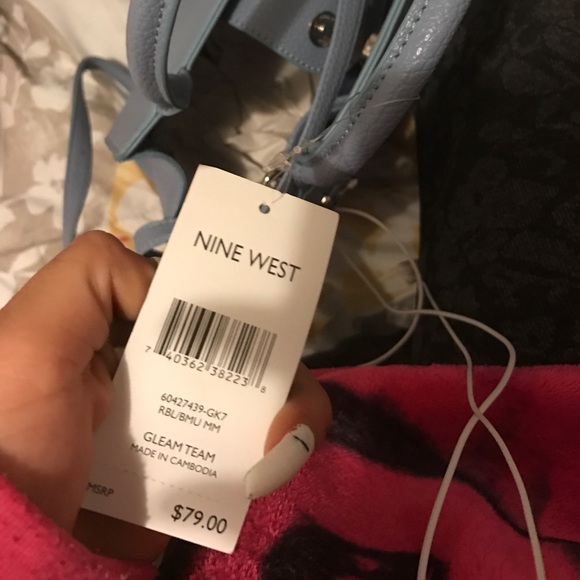 NINE WEST
7 40362 38223 8
60427439-GK7
RBL/BMU MM
GLEAM TEAM
MADE IN CAMBODIA
MSRP
$79.00